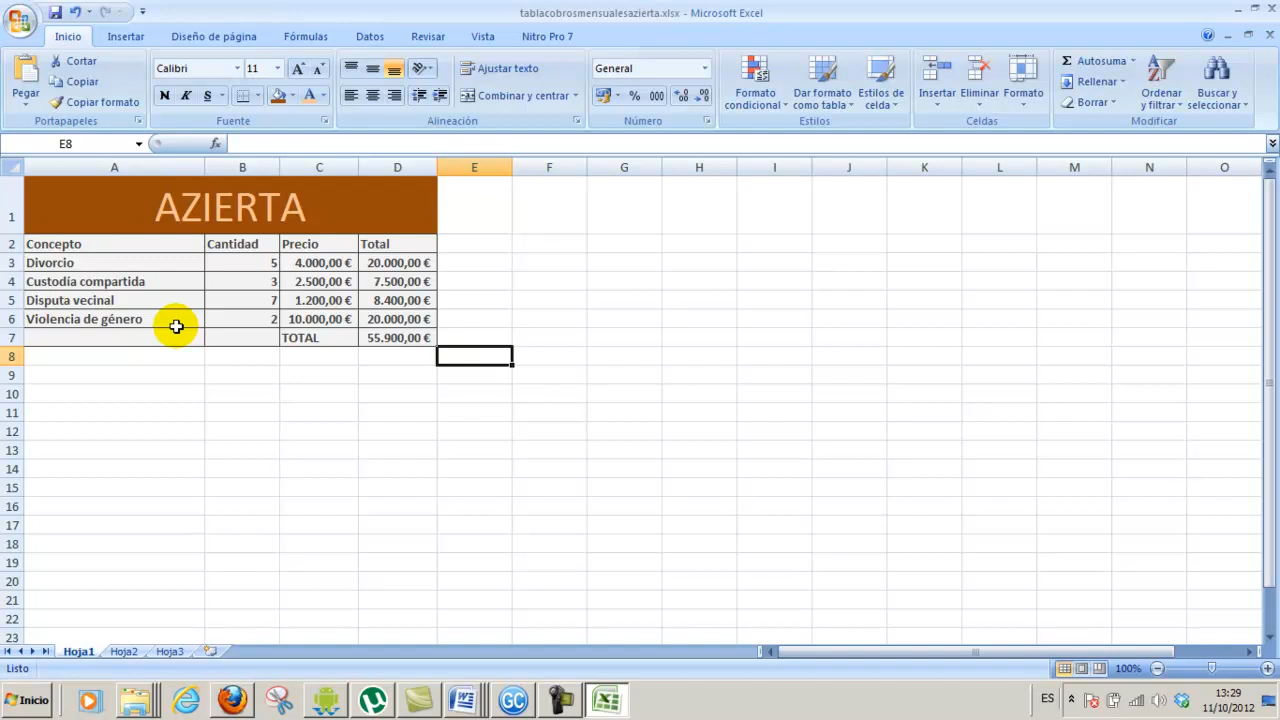 tablacobrosmensualesazierta.xlsx - Microsoft Excel
Inicio Insertar Diseño de página Fórmulas Datos Revisar Vista Nitro Pro 7
Pegar Cortar Copiar Copiar formato
Calibri 11
N K S A
Ajustar texto
Combinar y centrar
General
% 000
Formato condicional Dar formato como tabla Estilos de celda
Insertar Eliminar Formato
Σ Autosuma Rellenar Borrar
Ordenar y filtrar Buscar y seleccionar
Portapapeles Fuente Alineación Número Estilos Celdas Modificar
E8 fx
A B C D E F G H I J K L M N O
1 AZIERTA
2 Concepto Cantidad Precio Total
3 Divorcio 5 4.000,00 € 20.000,00 €
4 Custodía compartida 3 2.500,00 € 7.500,00 €
5 Disputa vecinal 7 1.200,00 € 8.400,00 €
6 Violencia de género 2 10.000,00 € 20.000,00 €
7 TOTAL 55.900,00 €
8
9
10
11
12
13
14
15
16
17
18
19
20
21
22
23
Hoja1 Hoja2 Hoja3
Listo 100%
Inicio GC ES 13:29
11/10/2012